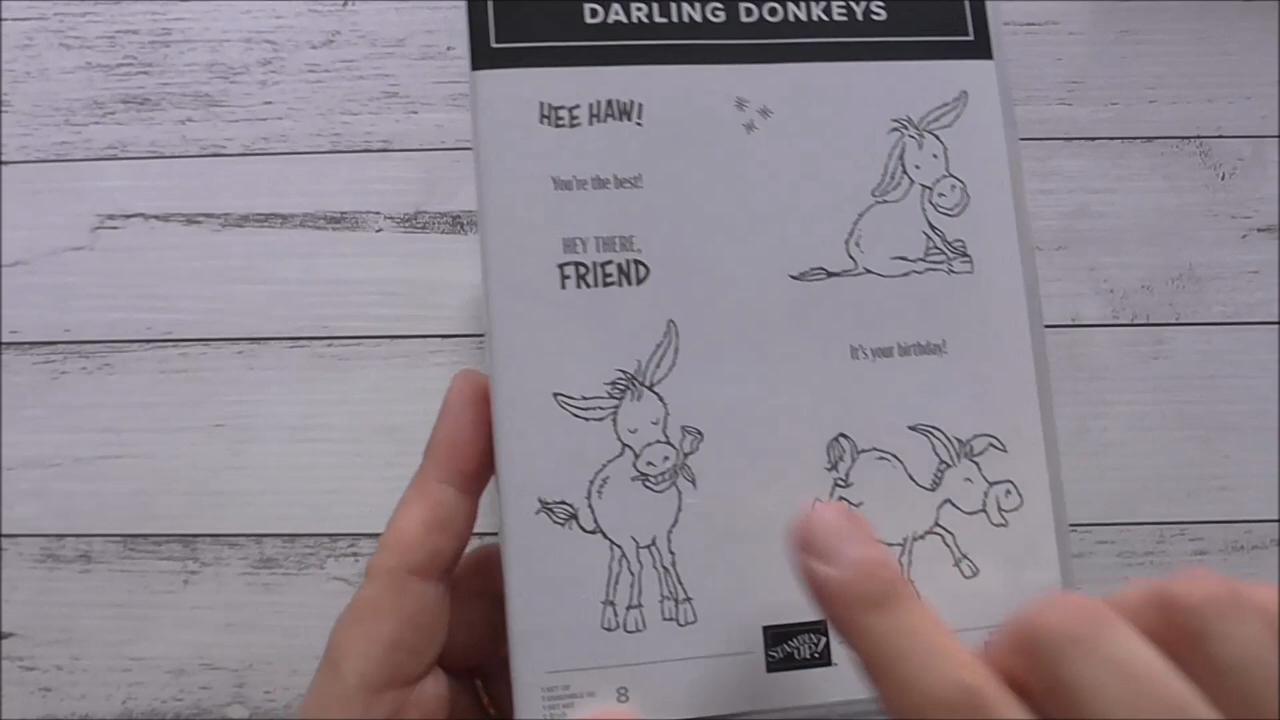 DARLING DONKEYS
HEE HAW!
You're the best!
HEY THERE,
FRIEND
It's your birthday!
STAMPIN' UP!
8